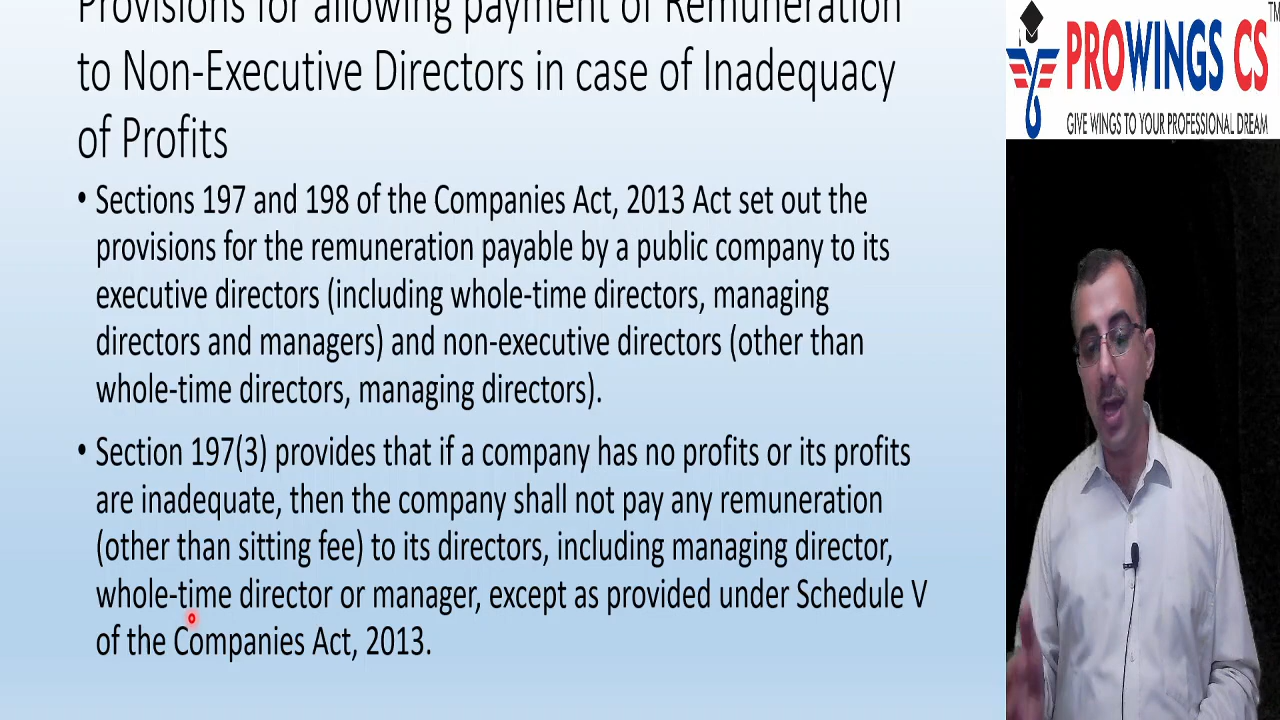 Provisions for allowing payment of Remuneration
to Non-Executive Directors in case of Inadequacy
of Profits
• Sections 197 and 198 of the Companies Act, 2013 Act set out the
provisions for the remuneration payable by a public company to its
executive directors (including whole-time directors, managing
directors and managers) and non-executive directors (other than
whole-time directors, managing directors).
• Section 197(3) provides that if a company has no profits or its profits
are inadequate, then the company shall not pay any remuneration
(other than sitting fee) to its directors, including managing director,
whole-time director or manager, except as provided under Schedule V
of the Companies Act, 2013.
TM
PROWINGS CS
GIVE WINGS TO YOUR PROFESSIONAL DREAM